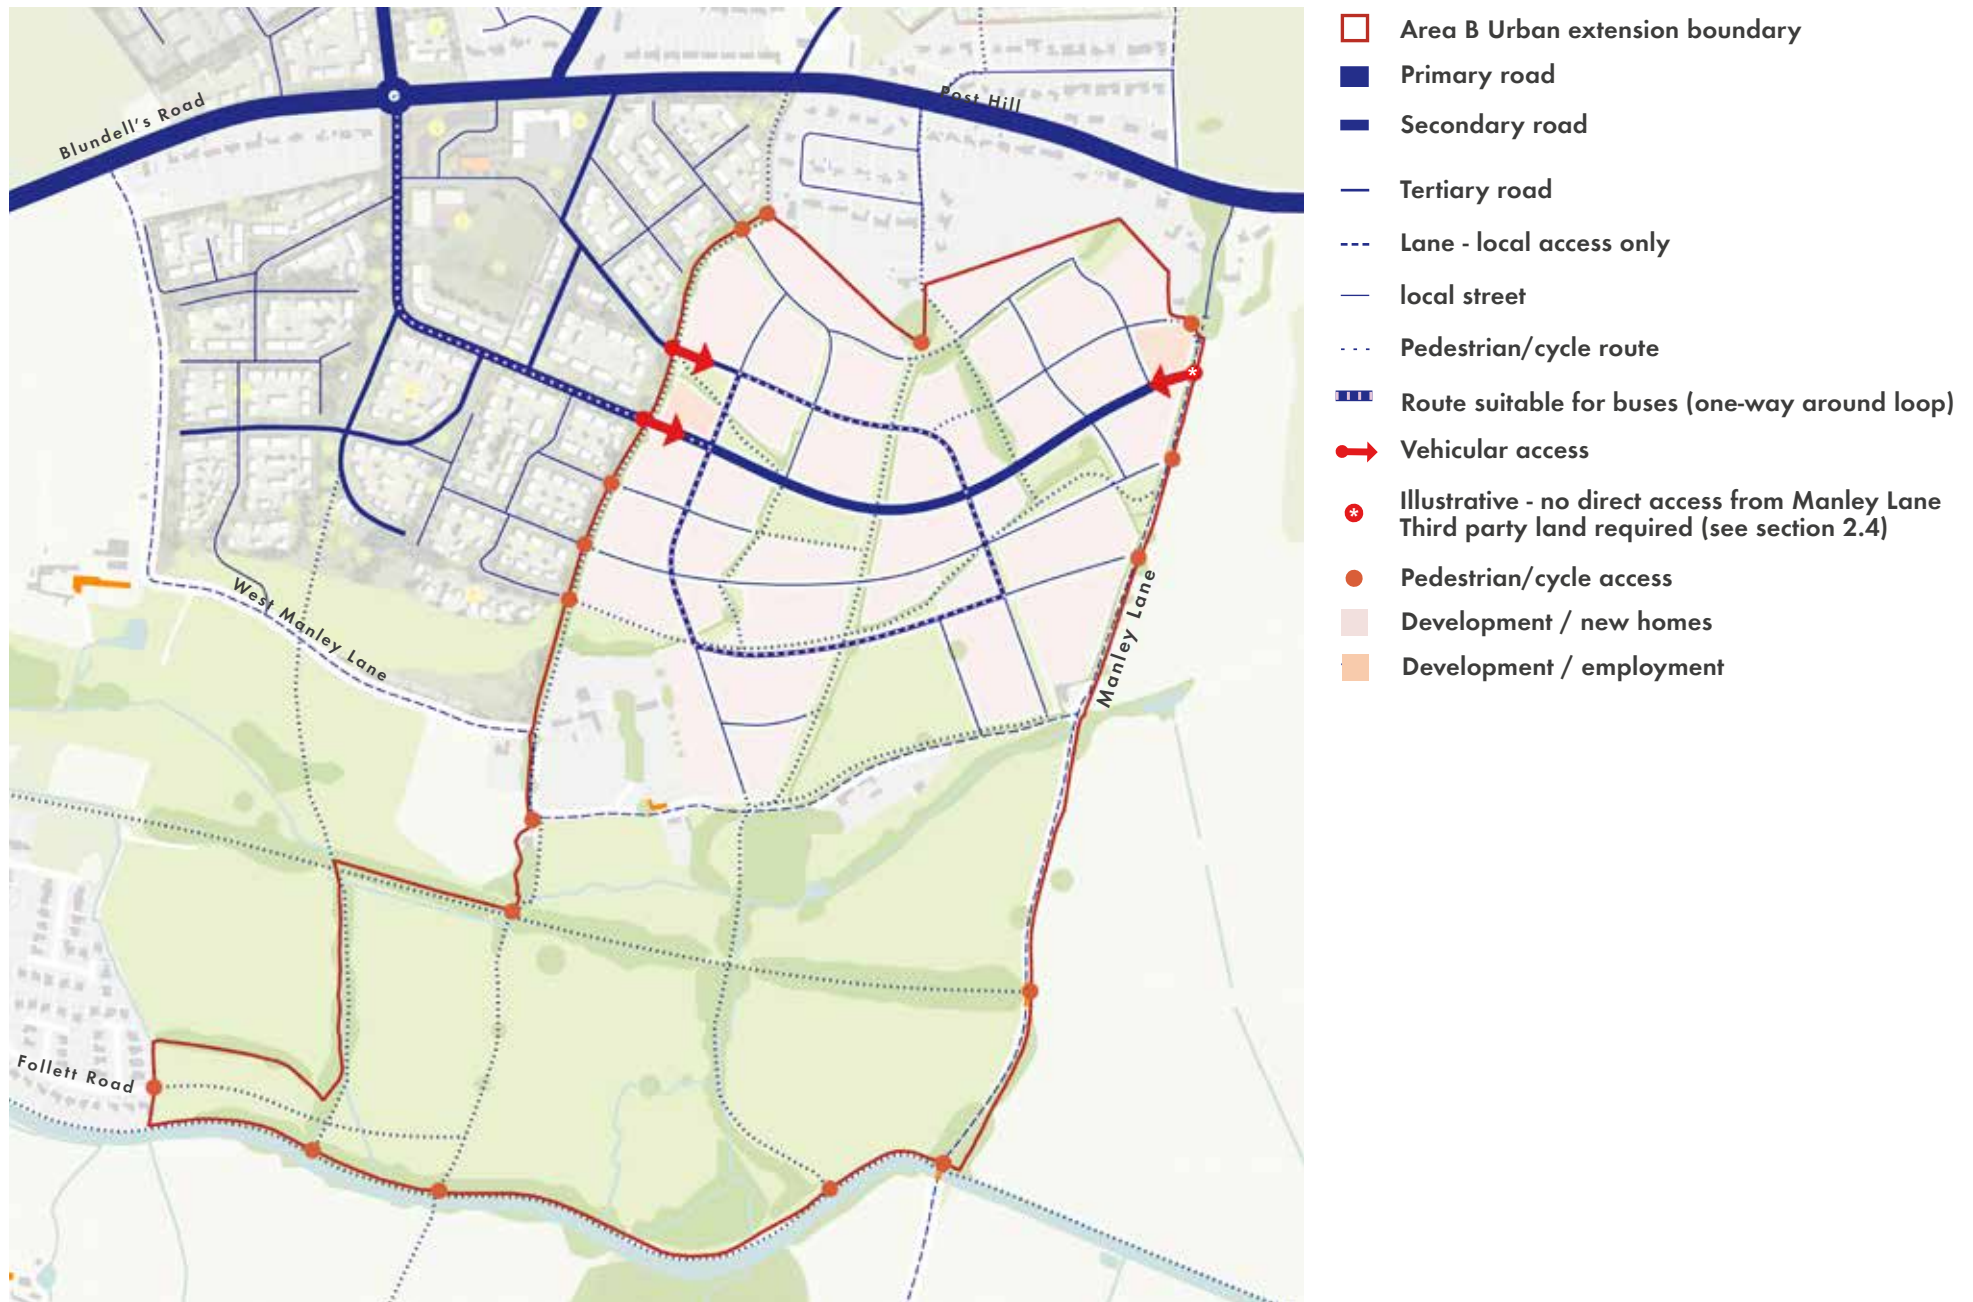 Blundell's Road
Post Hill
West Manley Lane
Manley Lane
Follett Road
Area B Urban extension boundary
Primary road
Secondary road
Tertiary road
Lane - local access only
local street
Pedestrian/cycle route
Route suitable for buses (one-way around loop)
Vehicular access
Illustrative - no direct access from Manley Lane
Third party land required (see section 2.4)
Pedestrian/cycle access
Development / new homes
Development / employment